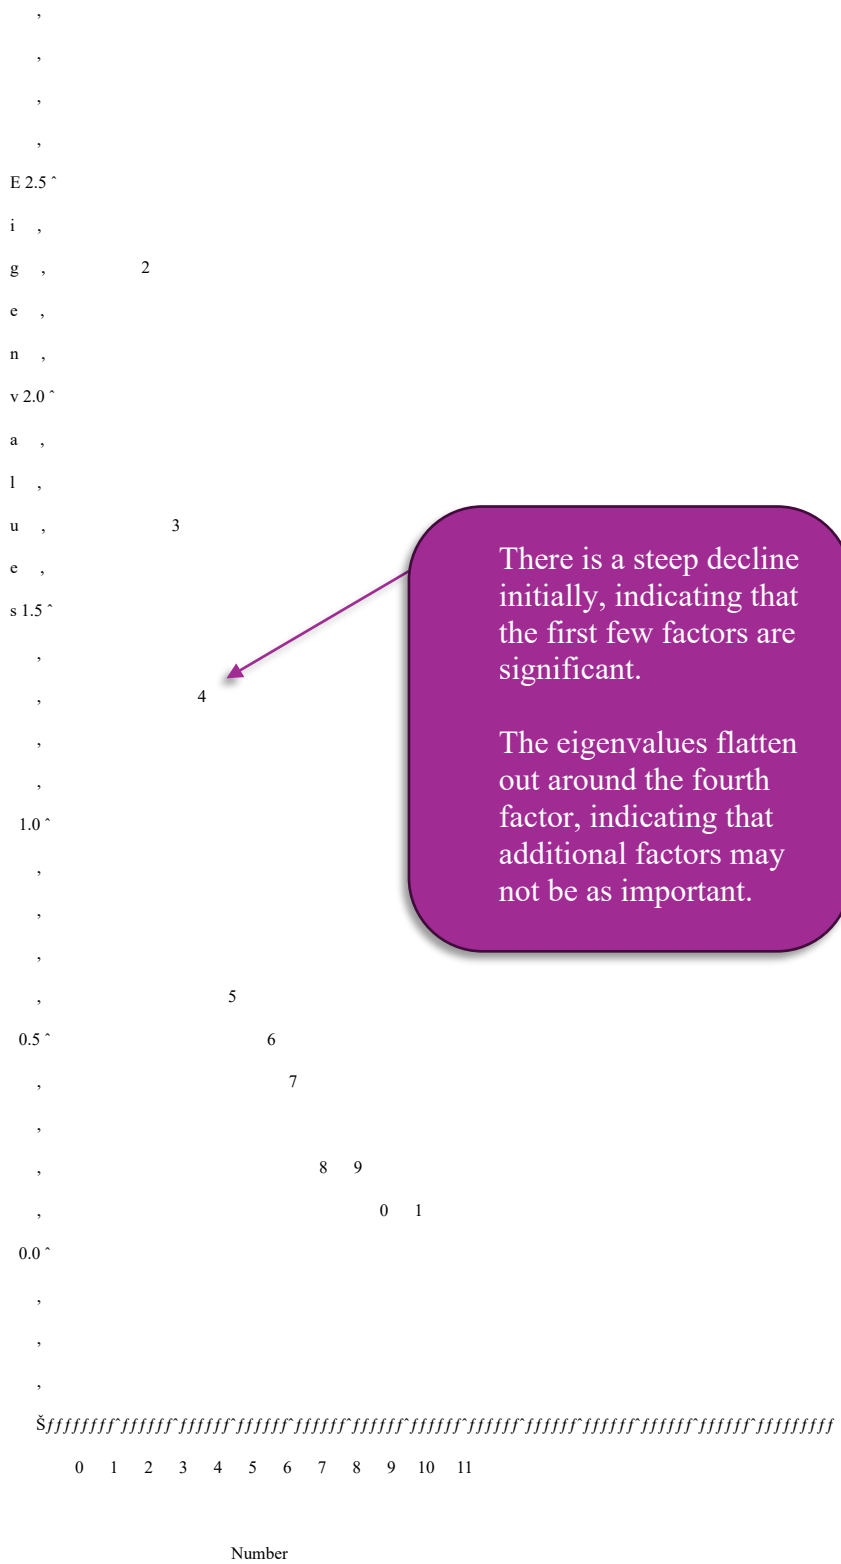 ,
,
,
,
E 2.5 ˆ
i ,
g , 2
e ,
n ,
v 2.0 ˆ
a ,
l ,
u , 3
e ,
s 1.5 ˆ
,
, 4
,
,
1.0 ˆ
,
,
,
, 5
0.5 ˆ 6
, 7
,
, 8 9
, 0 1
0.0 ˆ
,
,
,
Šƒƒƒƒƒƒƒƒˆƒƒƒƒƒƒˆƒƒƒƒƒƒˆƒƒƒƒƒƒˆƒƒƒƒƒƒˆƒƒƒƒƒƒˆƒƒƒƒƒƒˆƒƒƒƒƒƒˆƒƒƒƒƒƒˆƒƒƒƒƒƒˆƒƒƒƒƒƒˆƒƒƒƒƒƒˆƒƒƒƒƒƒƒƒƒ
0 1 2 3 4 5 6 7 8 9 10 11
Number
There is a steep decline
initially, indicating that
the first few factors are
significant.
The eigenvalues flatten
out around the fourth
factor, indicating that
additional factors may
not be as important.